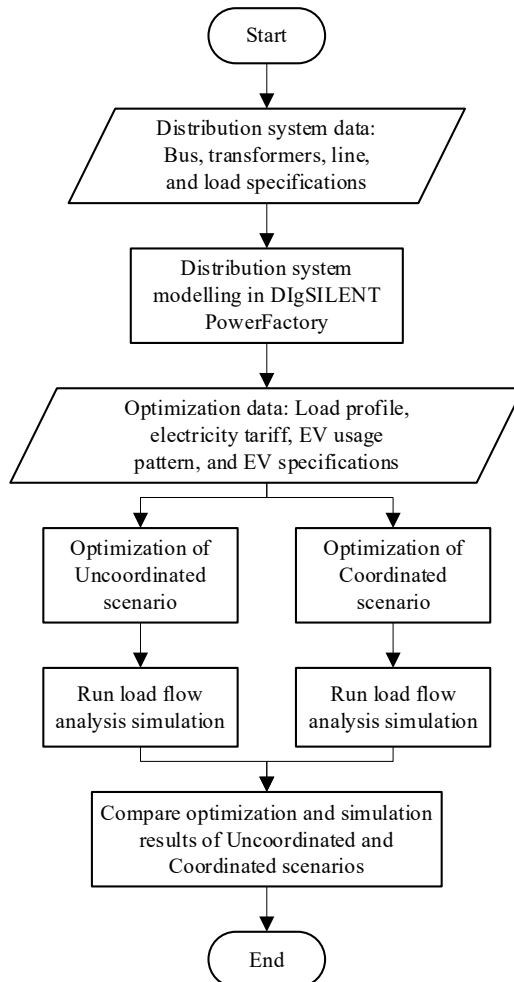 Start
Distribution system data:
Bus, transformers, line,
and load specifications
Distribution system
modelling in DIgSILENT
PowerFactory
Optimization data: Load profile,
electricity tariff, EV usage
pattern, and EV specifications
Optimization of
Uncoordinated
scenario
Optimization of
Coordinated
scenario
Run load flow
analysis simulation
Run load flow
analysis simulation
Compare optimization and simulation
results of Uncoordinated and
Coordinated scenarios
End